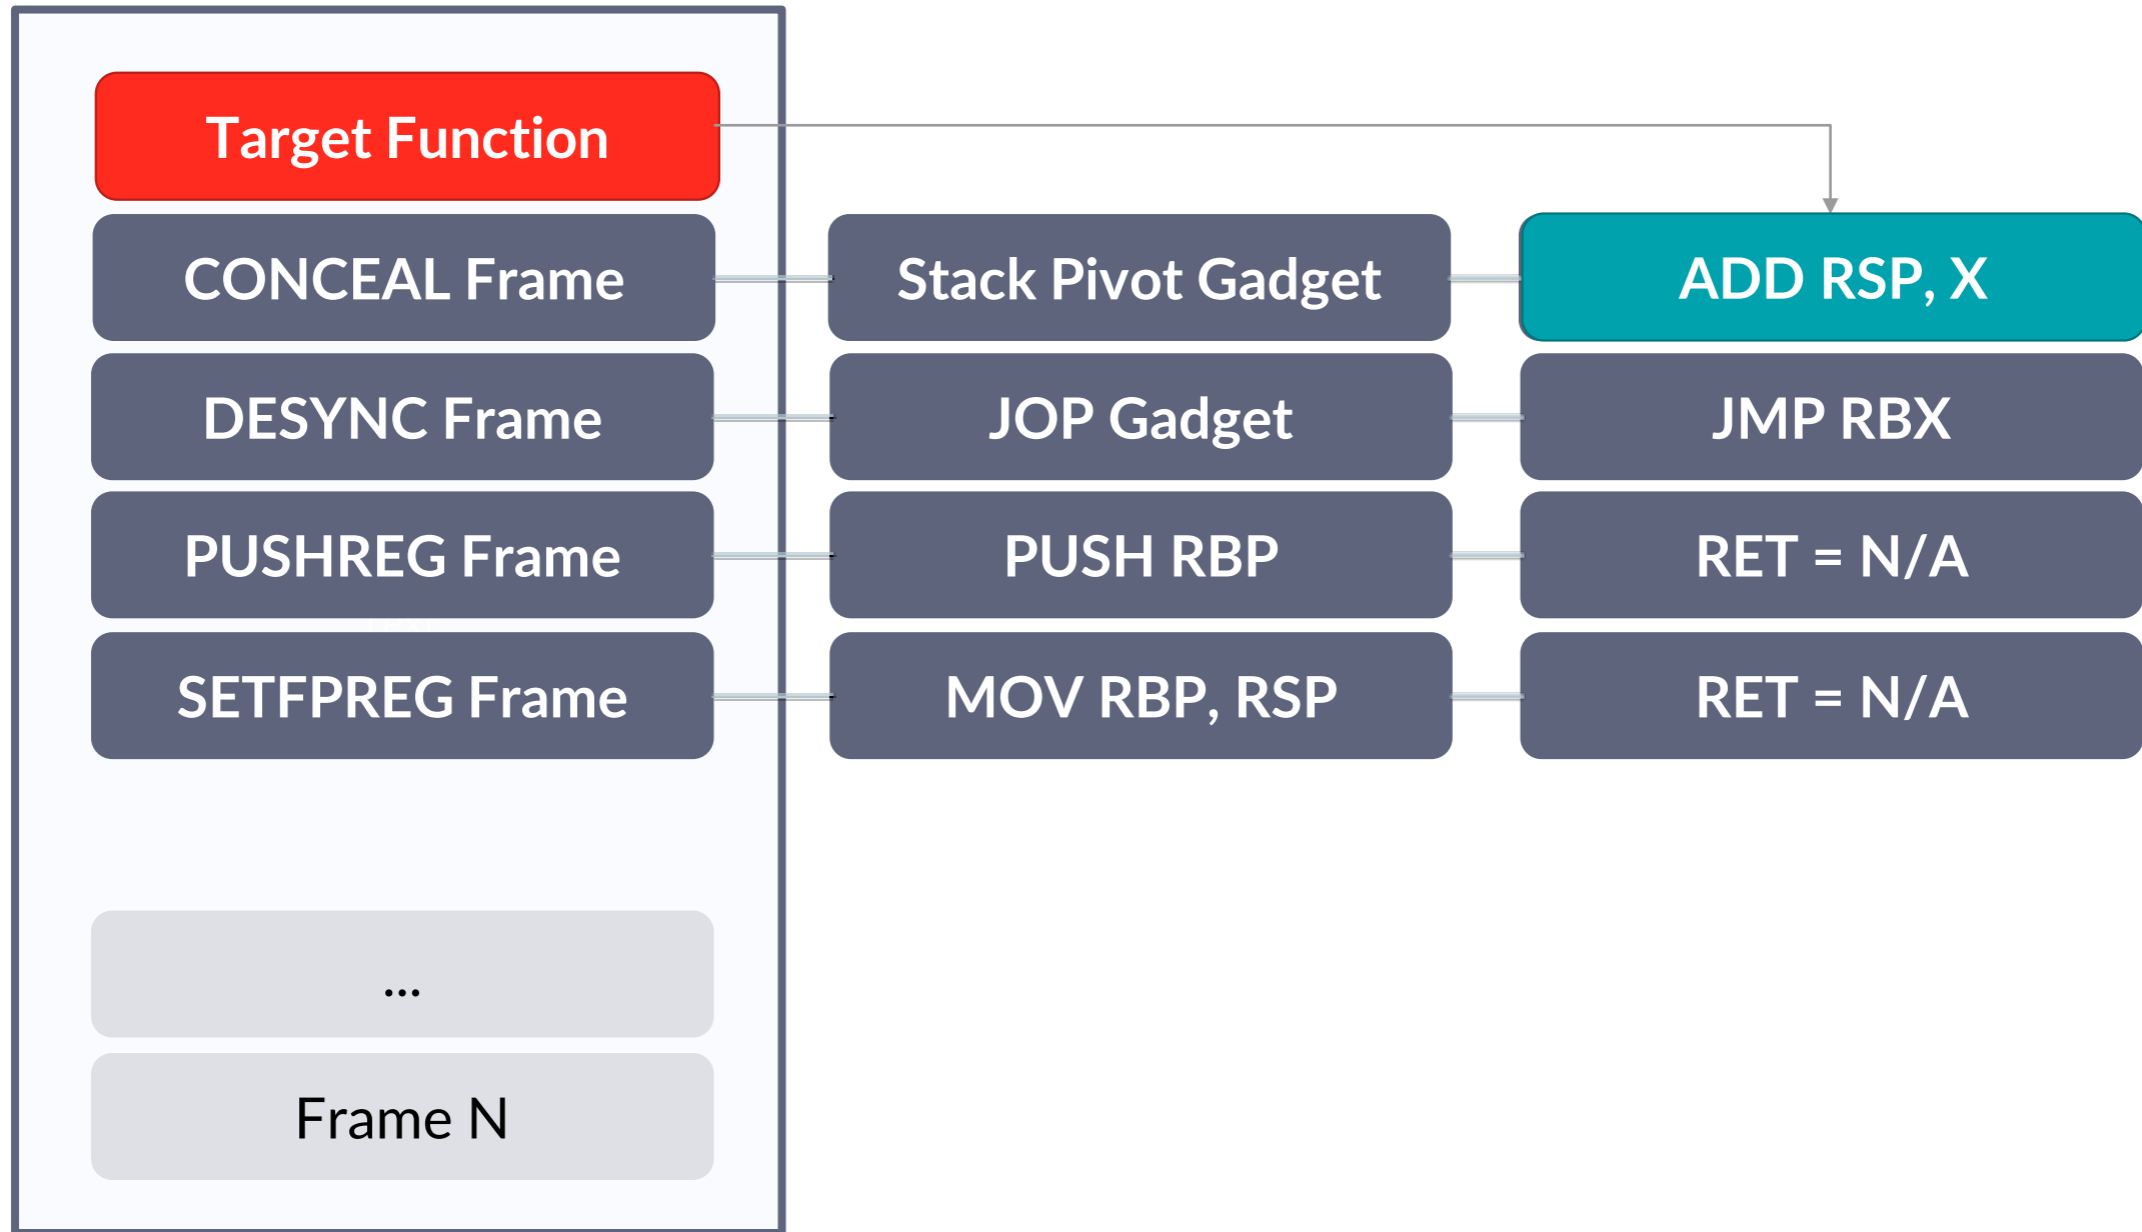 Target Function
CONCEAL Frame
Stack Pivot Gadget
ADD RSP, X
DESYNC Frame
JOP Gadget
JMP RBX
PUSHREG Frame
PUSH RBP
RET = N/A
SETFPREG Frame
MOV RBP, RSP
RET = N/A
...
Frame N